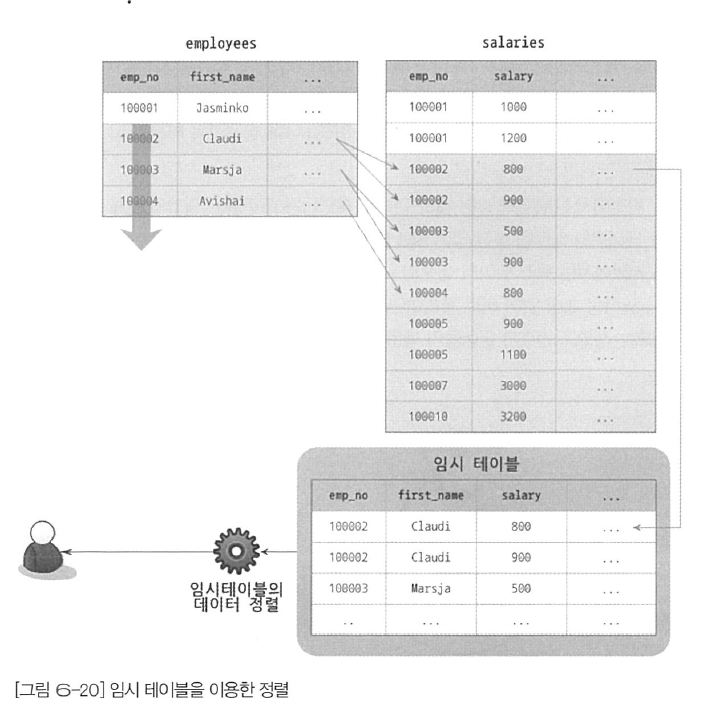 employees
emp_no first_name ...
100001 Jasminko ...
100002 Claudi ...
100003 Marsja ...
100004 Avishai ...
salaries
emp_no salary ...
100001 1000 ...
100001 1200 ...
100002 800 ...
100002 900 ...
100003 500 ...
100003 900 ...
100004 800 ...
100005 900 ...
100005 1100 ...
100007 3000 ...
100010 3200 ...
임시 테이블
emp_no first_name salary ...
100002 Claudi 800 ...
100002 Claudi 900 ...
100003 Marsja 500 ...
.. ... ... ...
임시테이블의
데이터 정렬
[그림 6-20] 임시 테이블을 이용한 정렬